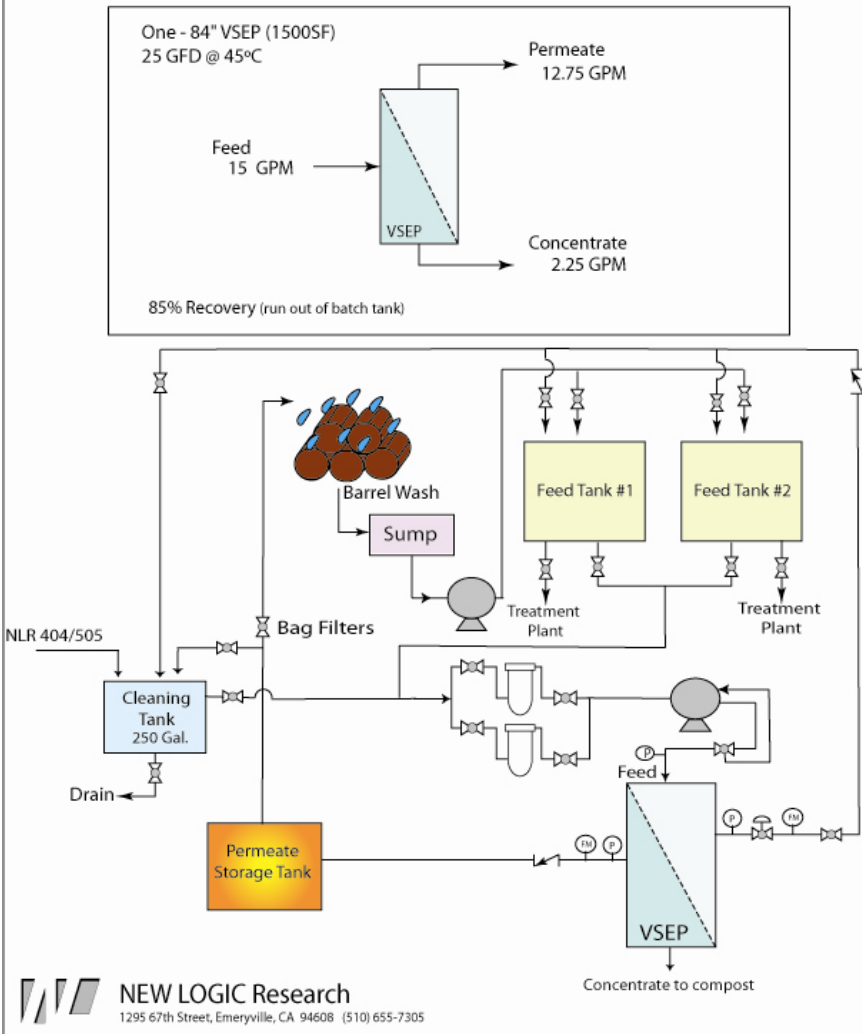 One - 84" VSEP (1500SF)
25 GFD @ 45ºC
Permeate
12.75 GPM
Feed
15 GPM
VSEP
Concentrate
2.25 GPM
85% Recovery (run out of batch tank)
Barrel Wash
Sump
Feed Tank #1
Feed Tank #2
Treatment
Plant
Treatment
Plant
NLR 404/505
Bag Filters
Cleaning
Tank
250 Gal.
Drain
P
Feed
Permeate
Storage Tank
FM
P
P
FM
VSEP
Concentrate to compost
NEW LOGIC Research
1295 67th Street, Emeryville, CA 94608 (510) 655-7305